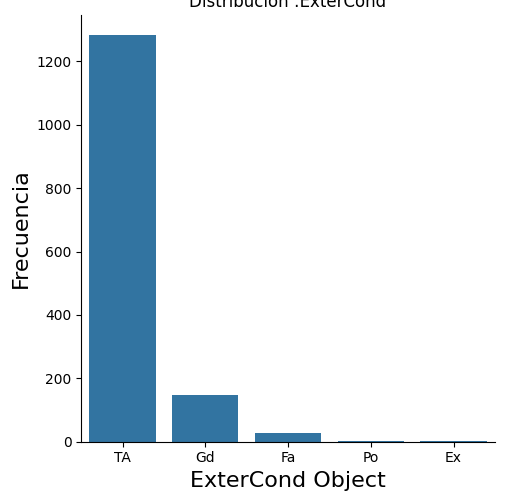 Distribución :ExterCond
Frecuencia
1200
1000
800
600
400
200
0
TA Gd Fa Po Ex
ExterCond Object